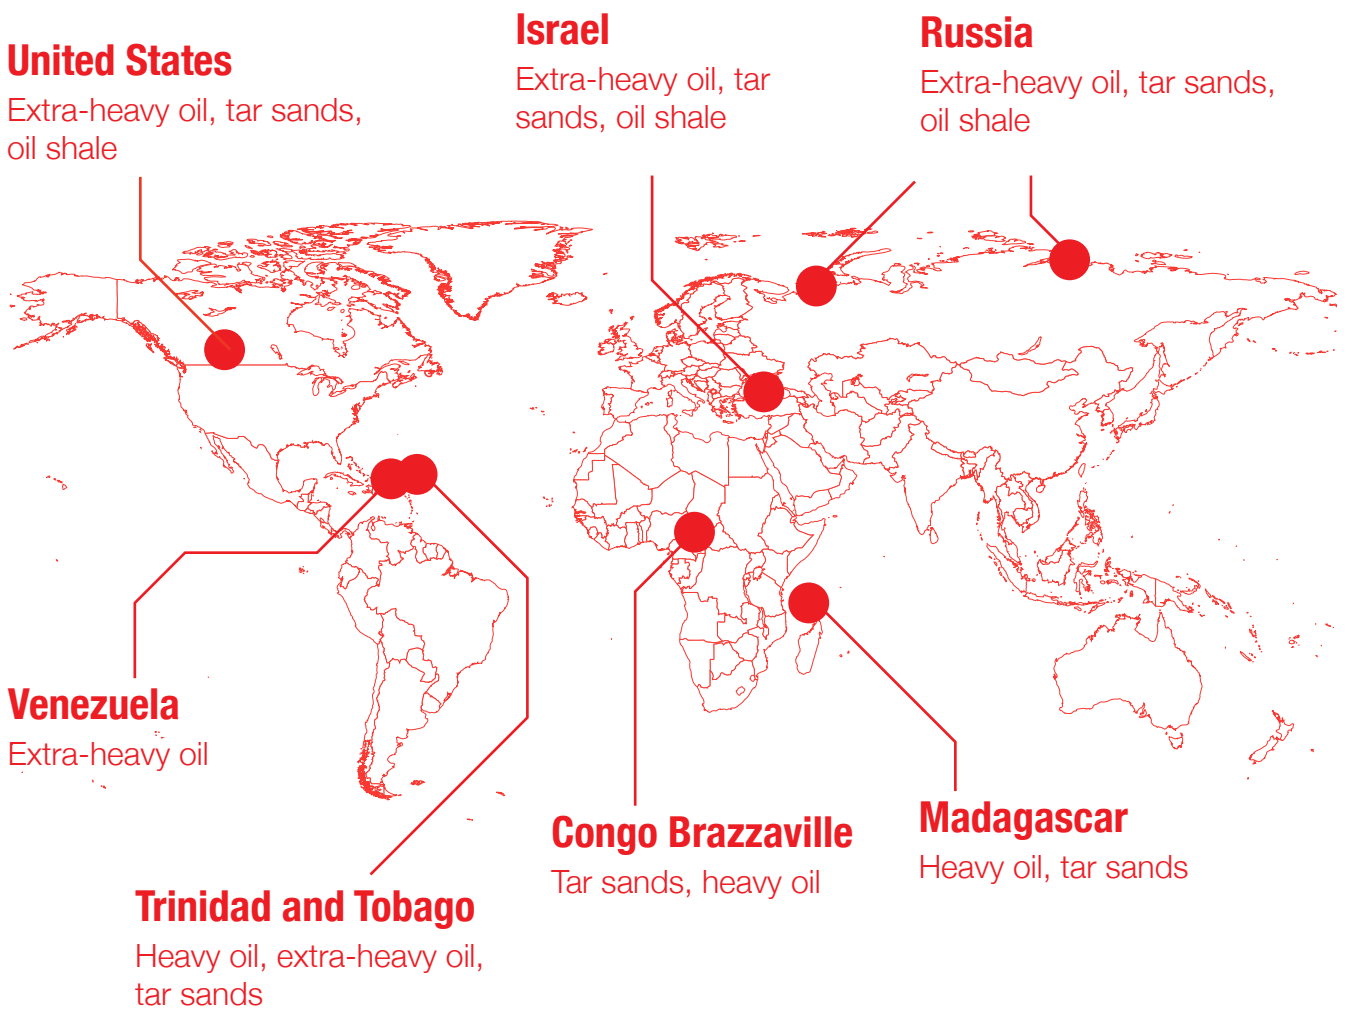 United States
Extra-heavy oil, tar sands,
oil shale
Israel
Extra-heavy oil, tar
sands, oil shale
Russia
Extra-heavy oil, tar sands,
oil shale
Venezuela
Extra-heavy oil
Trinidad and Tobago
Heavy oil, extra-heavy oil,
tar sands
Congo Brazzaville
Tar sands, heavy oil
Madagascar
Heavy oil, tar sands